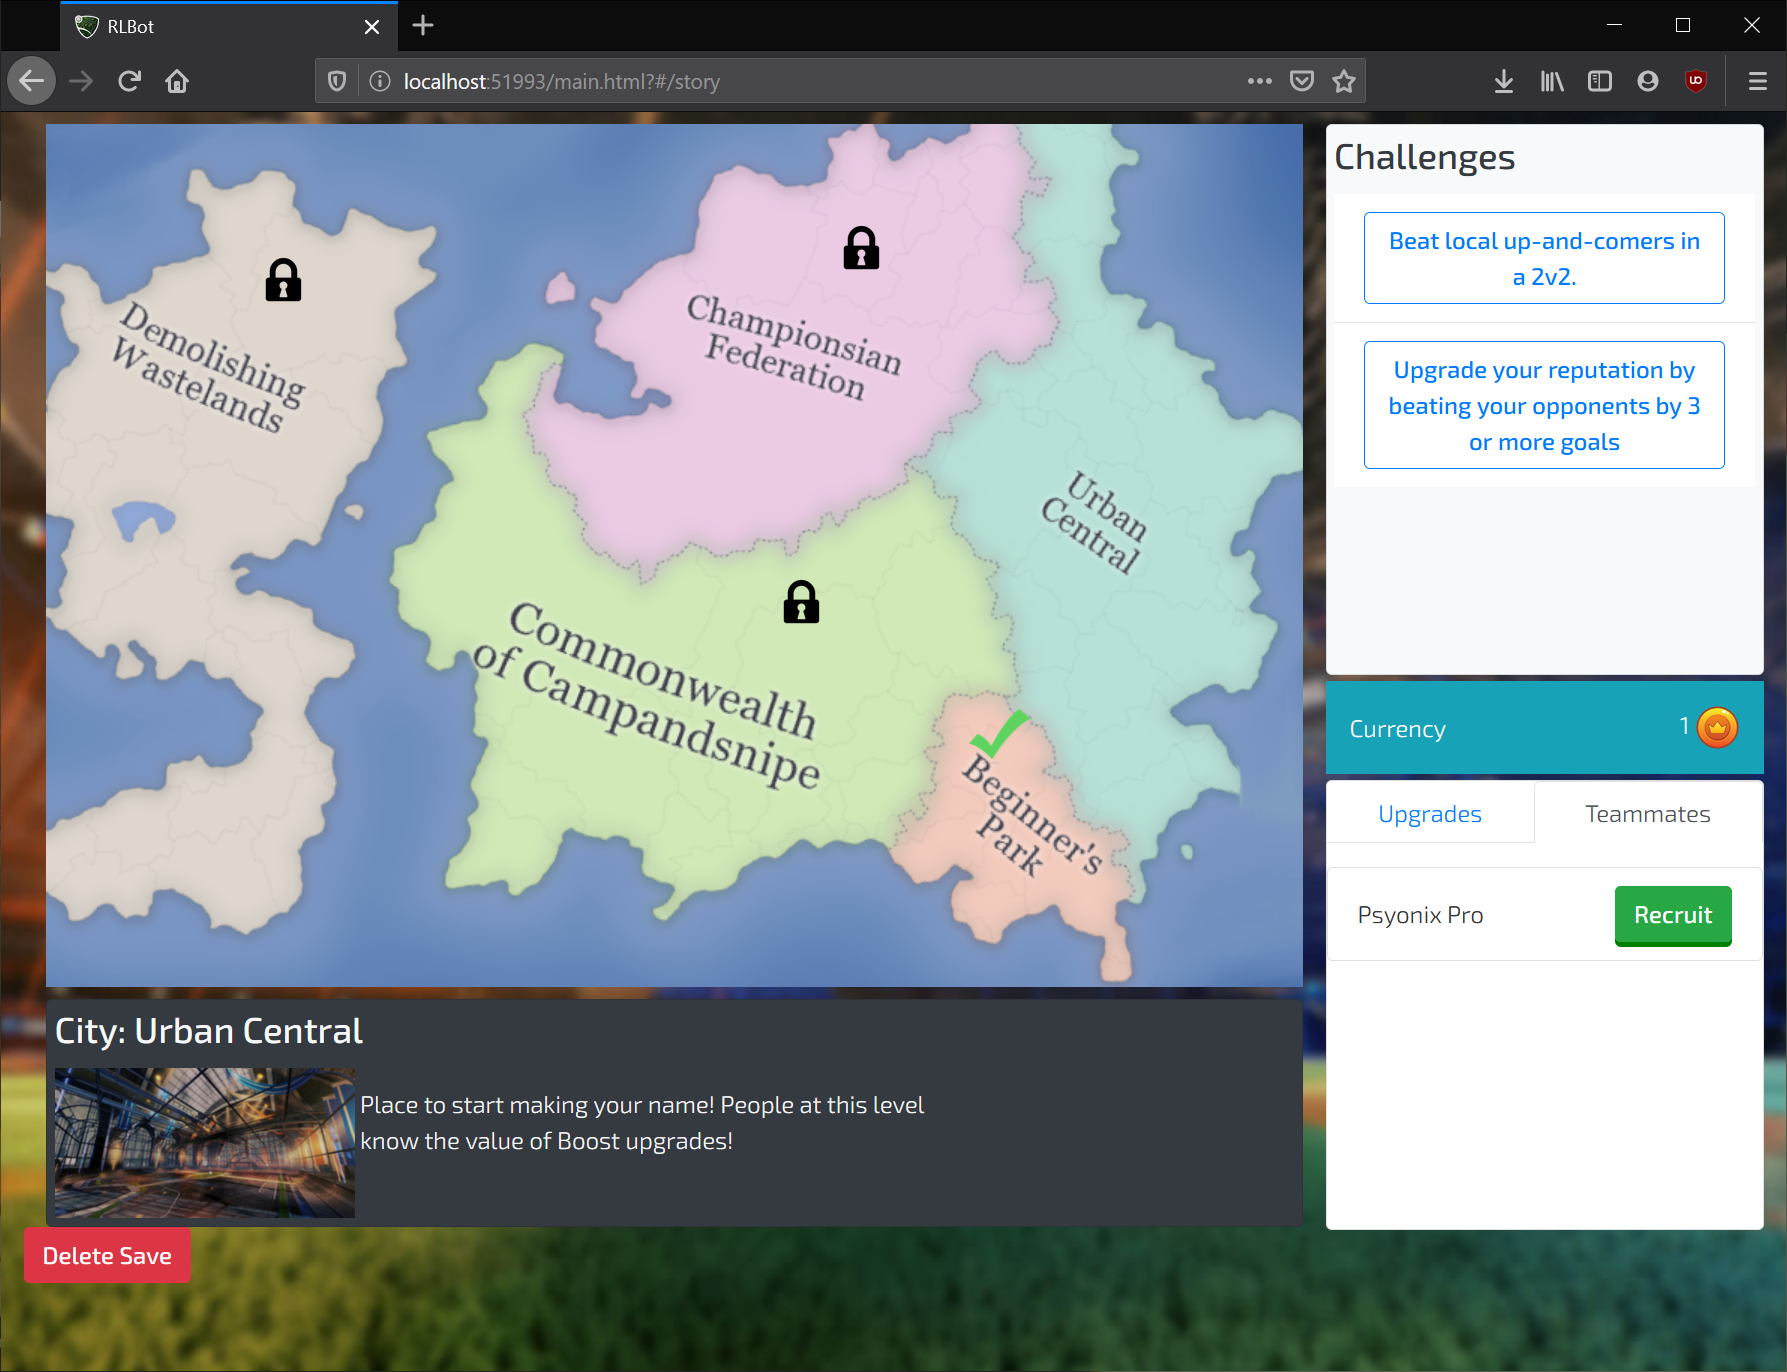 RLBot
localhost:51993/main.html?#/story
Demolishing
Wastelands
Championsian
Federation
Urban
Central
Commonwealth
of Campandsnipe
Beginner's
Park
Challenges
Beat local up-and-comers in
a 2v2.
Upgrade your reputation by
beating your opponents by 3
or more goals
Currency
1
Upgrades
Teammates
Psyonix Pro
Recruit
City: Urban Central
Place to start making your name! People at this level
know the value of Boost upgrades!
Delete Save